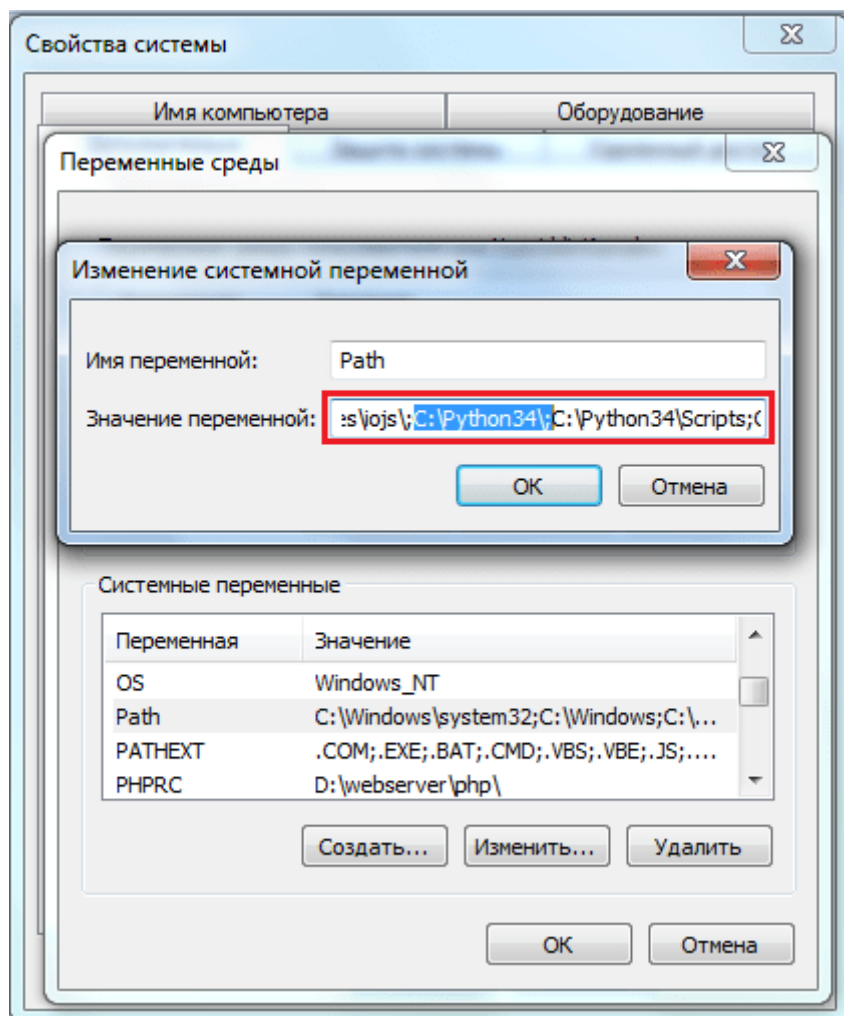 Свойства системы
Имя компьютера
Оборудование
Переменные среды
Изменение системной переменной
Имя переменной:
Path
Значение переменной:
es\iojs\;C:\Python34\;C:\Python34\Scripts;
OK
Отмена
Системные переменные
Переменная Значение
OS Windows_NT
Path C:\Windows\system32;C:\Windows;C:\...
PATHEXT .COM;.EXE;.BAT;.CMD;.VBS;.VBE;.JS;....
PHPRC D:\webserver\php\
Создать...
Изменить...
Удалить
OK
Отмена